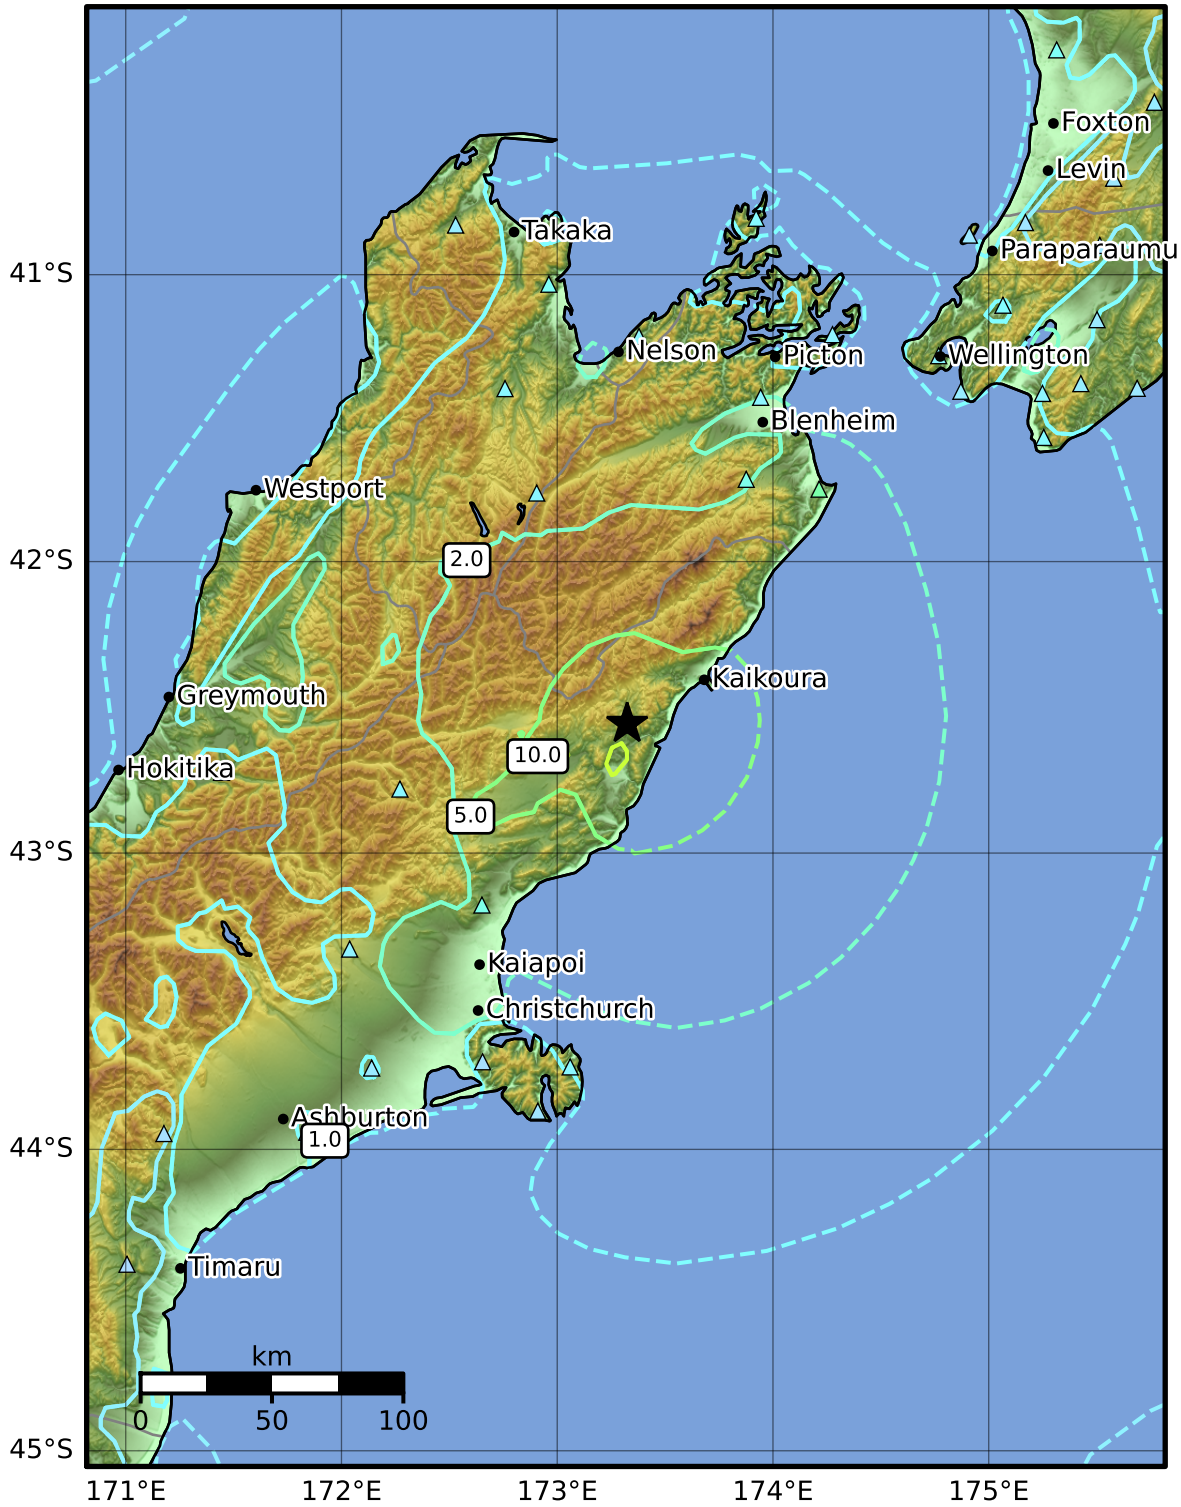 Foxton
Levin
Takaka
Paraparaumu
41°S
Nelson
Picton
Wellington
Blenheim
Westport
2.0
42°S
Kaikoura
Greymouth
10.0
Hokitika
5.0
43°S
Kaiapoi
Christchurch
Ashburton
1.0
44°S
Timaru
km
0 50 100
45°S
171°E 172°E 173°E 174°E 175°E